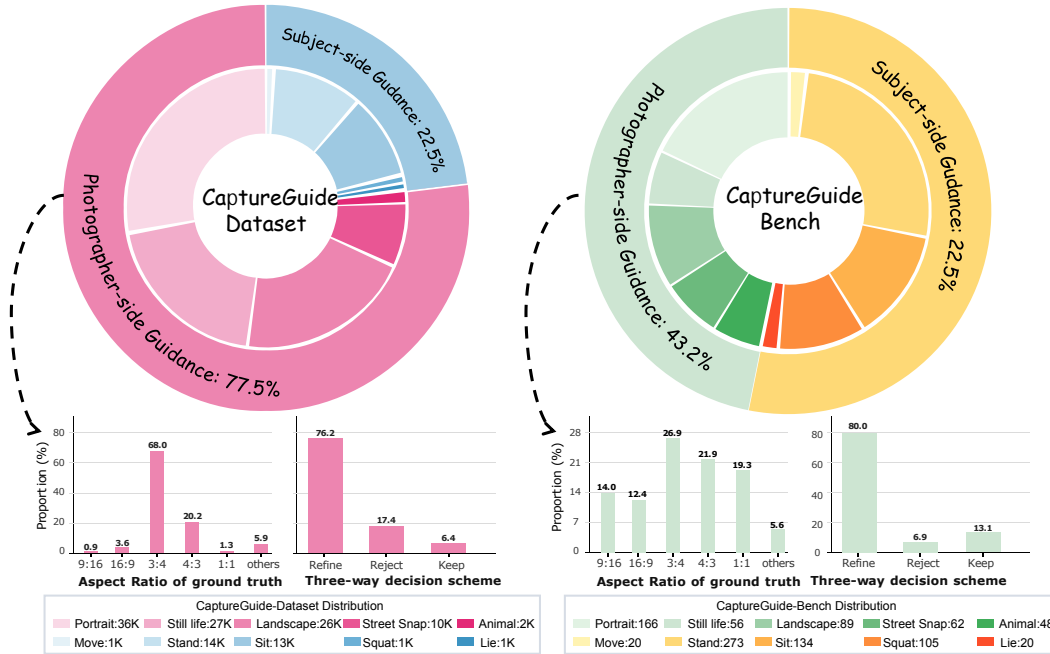 Subject-side Gudance: 22.5%
Photographer-side Guidance: 77.5%
CaptureGuide
Dataset
Photographer-side Guidance: 43.2%
Subject-side Gudance: 22.5%
CaptureGuide
Bench
Proportion (%)
80
60
40
20
0
0.9
3.6
68.0
20.2
1.3
5.9
9:16 16:9 3:4 4:3 1:1 others
Aspect Ratio of ground truth
76.2
17.4
6.4
Refine Reject Keep
Three-way decision scheme
Proportion (%)
28
21
14
7
0
14.0
12.4
26.9
21.9
19.3
5.6
9:16 16:9 3:4 4:3 1:1 others
Aspect Ratio of ground truth
80
60
40
20
0
80.0
6.9
13.1
Refine Reject Keep
Three-way decision scheme
CaptureGuide-Dataset Distribution
Portrait:36K Still life:27K Landscape:26K Street Snap:10K Animal:2K
Move:1K Stand:14K Sit:13K Squat:1K Lie:1K
CaptureGuide-Bench Distribution
Portrait:166 Still life:56 Landscape:89 Street Snap:62 Animal:48
Move:20 Stand:273 Sit:134 Squat:105 Lie:20